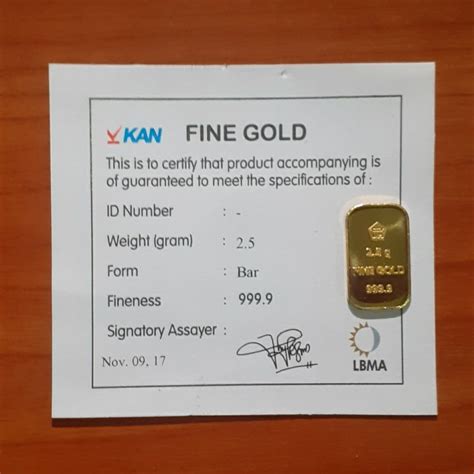 KAN FINE GOLD
This is to certify that product accompanying is
of guaranteed to meet the specifications of :
ID Number : -
Weight (gram) : 2.5
Form : Bar
Fineness : 999.9
Signatory Assayer :
Nov. 09, 17
2.5 g
FINE GOLD
999.9
LBMA